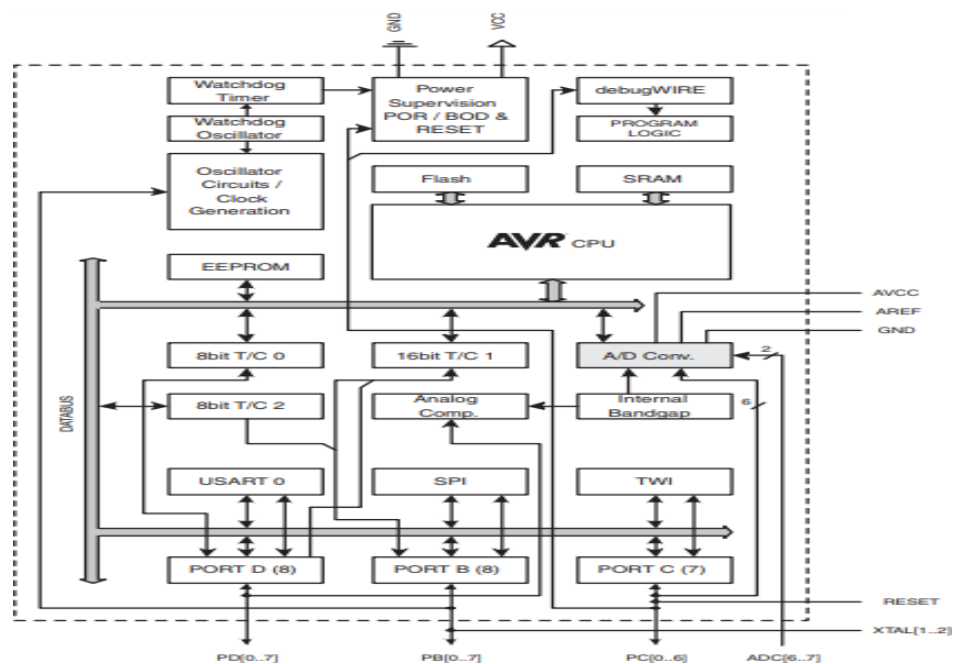 GND
VCC
Watchdog
Timer
Power
Supervision
POR / BOD &
RESET
debugWIRE
Watchdog
Oscillator
PROGRAM
LOGIC
Oscillator
Circuits /
Clock
Generation
Flash
SRAM
AVR CPU
EEPROM
AVCC
AREF
GND
8bit T/C 0
16bit T/C 1
A/D Conv.
2
DATABUS
8bit T/C 2
Analog
Comp.
Internal
Bandgap
6
USART 0
SPI
TWI
PORT D (8)
PORT B (8)
PORT C (7)
RESET
XTAL[1..2]
PD[0..7]
PB[0..7]
PC[0..6]
ADC[6..7]